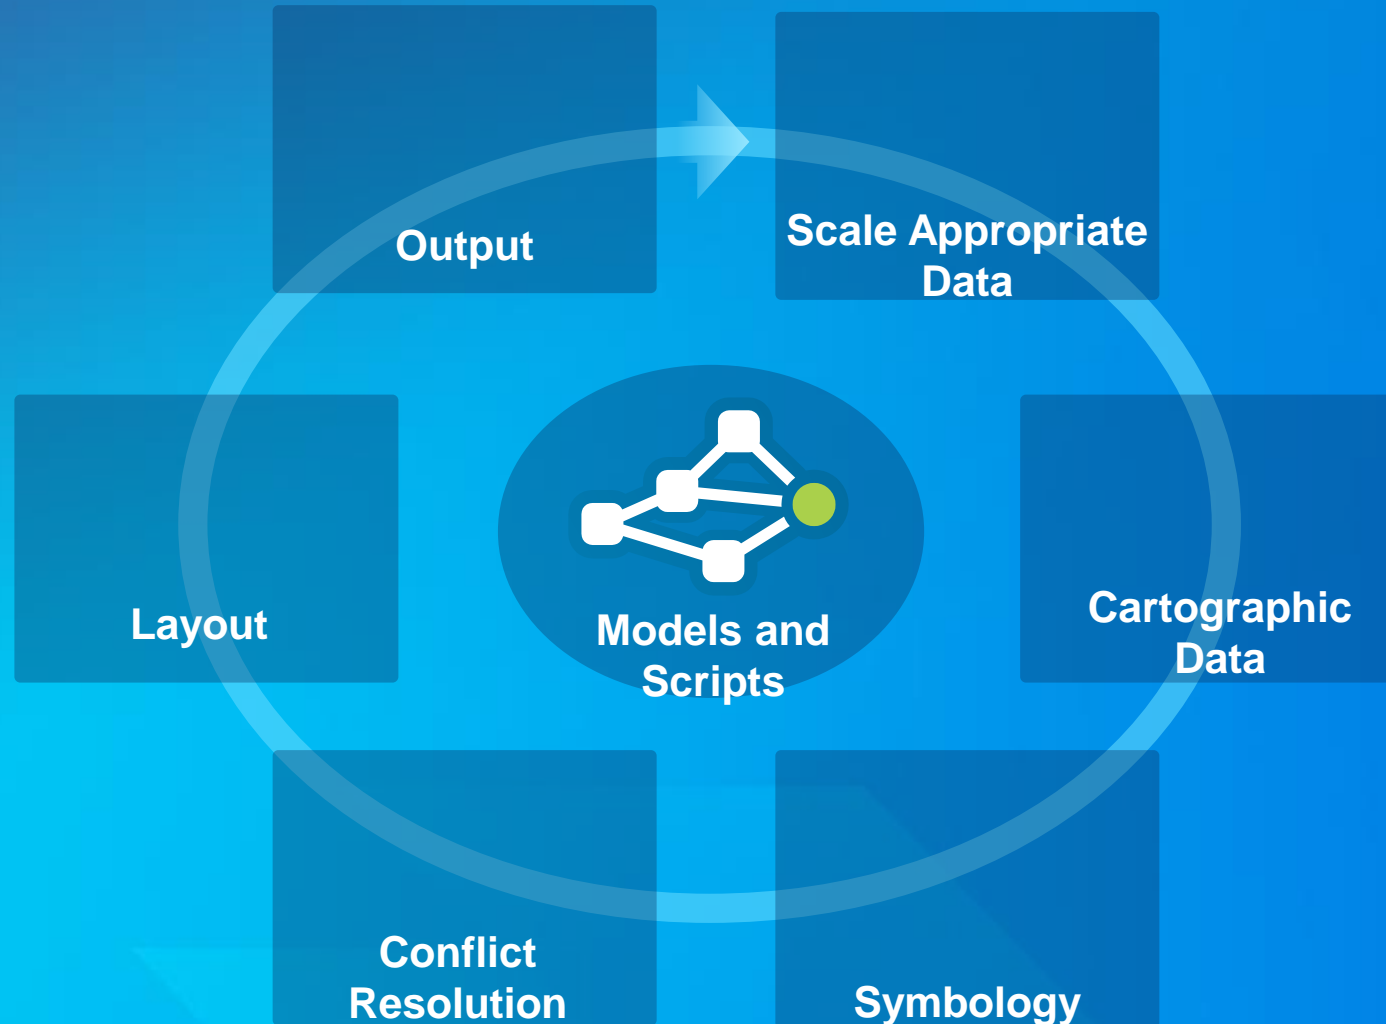 Output
Scale Appropriate
Data
Layout
Models and
Scripts
Cartographic
Data
Conflict
Resolution
Symbology